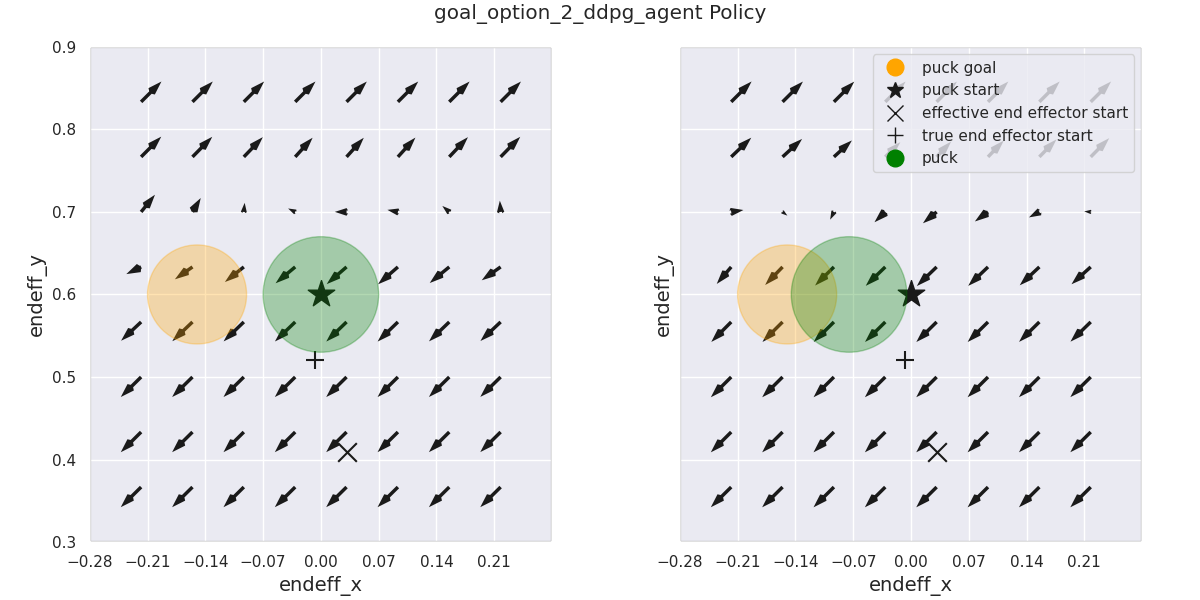 goal_option_2_ddpg_agent Policy
0.9
0.8
0.7
0.6
0.5
0.4
0.3
endeff_y
−0.28 −0.21 −0.14 −0.07 0.00 0.07 0.14 0.21
endeff_x
puck goal
puck start
effective end effector start
true end effector start
puck
endeff_y
−0.28 −0.21 −0.14 −0.07 0.00 0.07 0.14 0.21
endeff_x